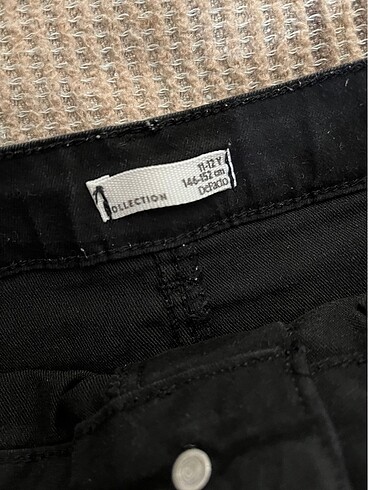 11-12 Y
146-152 cm
DeFacto
OLLECTION